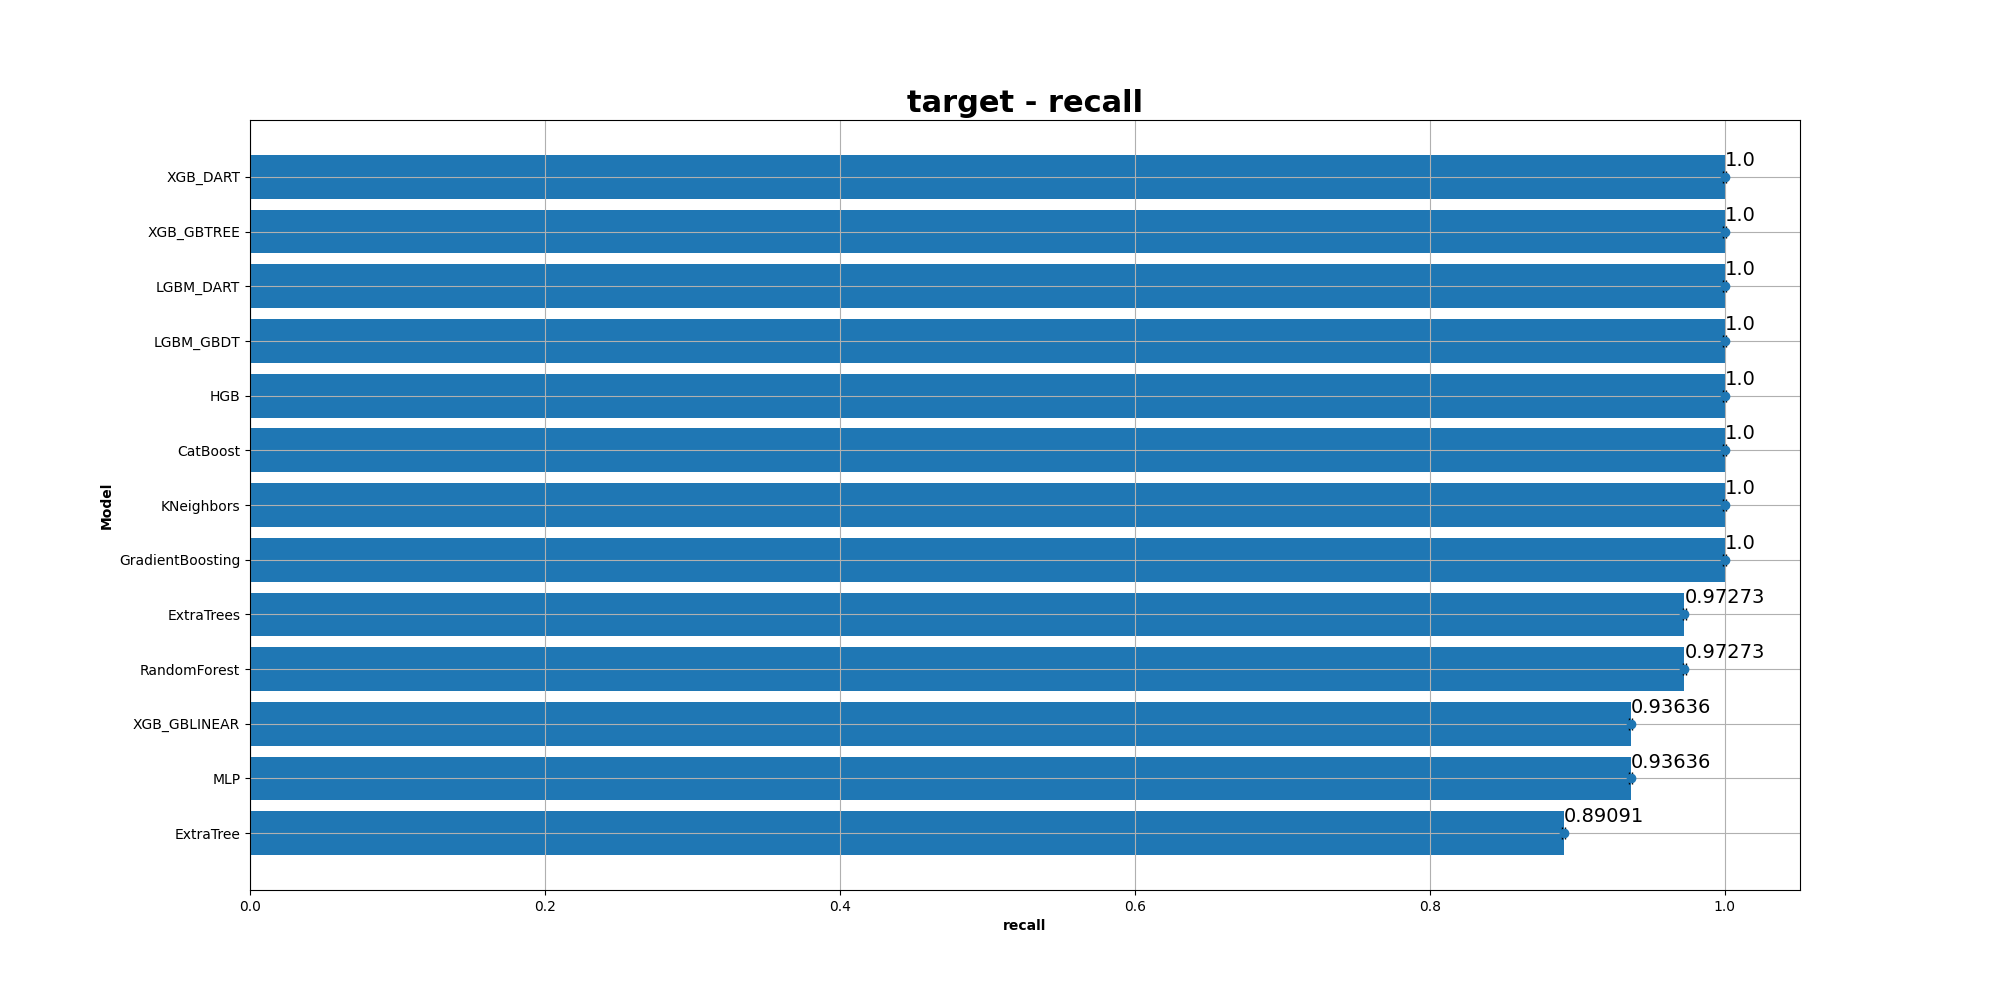 target - recall
XGB_DART 1.0
XGB_GBTREE 1.0
LGBM_DART 1.0
LGBM_GBDT 1.0
HGB 1.0
CatBoost 1.0
KNeighbors 1.0
GradientBoosting 1.0
ExtraTrees 0.97273
RandomForest 0.97273
XGB_GBLINEAR 0.93636
MLP 0.93636
ExtraTree 0.89091
Model
0.0 0.2 0.4 0.6 0.8 1.0
recall